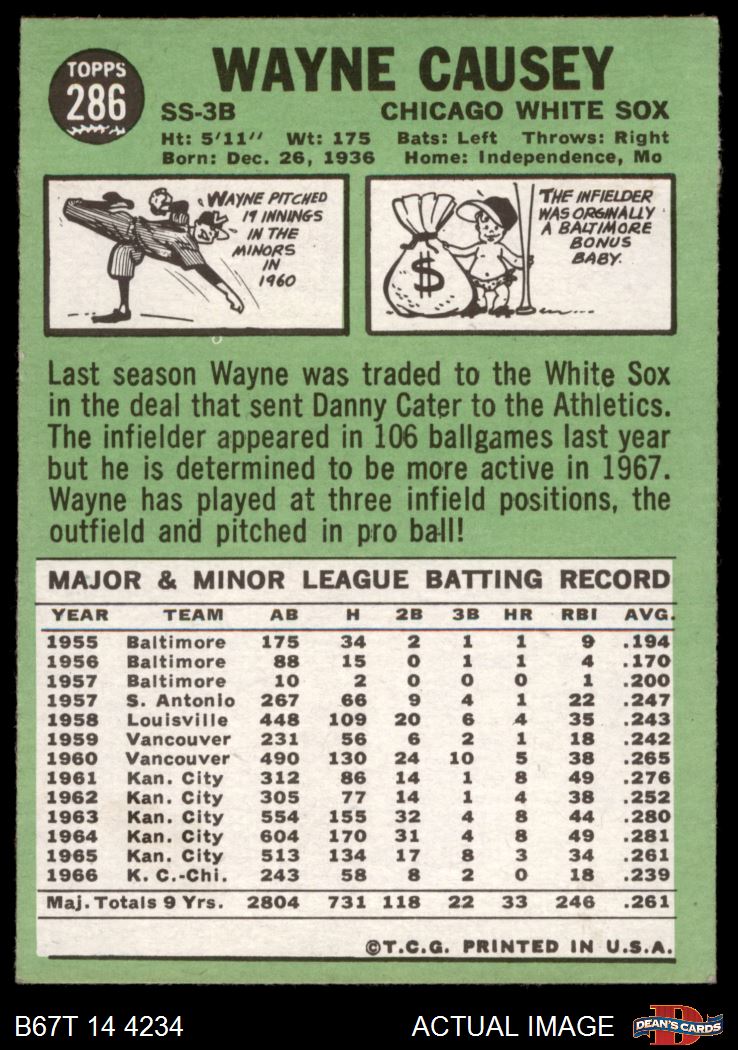 TOPPS
286
WAYNE CAUSEY
SS-3B CHICAGO WHITE SOX
Ht: 5'11" Wt: 175 Bats: Left Throws: Right
Born: Dec. 26, 1936 Home: Independence, Mo
WAYNE PITCHED
19 INNINGS
IN THE
MINORS
IN
1960
$
THE INFIELDER
WAS ORGINALLY
A BALTIMORE
BONUS
BABY.
Last season Wayne was traded to the White Sox
in the deal that sent Danny Cater to the Athletics.
The infielder appeared in 106 ballgames last year
but he is determined to be more active in 1967.
Wayne has played at three infield positions, the
outfield and pitched in pro ball!
MAJOR & MINOR LEAGUE BATTING RECORD
YEAR TEAM AB H 2B 3B HR RBI AVG.
1955 Baltimore 175 34 2 1 1 9 .194
1956 Baltimore 88 15 0 1 1 4 .170
1957 Baltimore 10 2 0 0 0 1 .200
1957 S. Antonio 267 66 9 4 1 22 .247
1958 Louisville 448 109 20 6 4 35 .243
1959 Vancouver 231 56 6 2 1 18 .242
1960 Vancouver 490 130 24 10 5 38 .265
1961 Kan. City 312 86 14 1 8 49 .276
1962 Kan. City 305 77 14 1 4 38 .252
1963 Kan. City 554 155 32 4 8 44 .280
1964 Kan. City 604 170 31 4 8 49 .281
1965 Kan. City 513 134 17 8 3 34 .261
1966 K. C.-Chi. 243 58 8 2 0 18 .239
Maj. Totals 9 Yrs. 2804 731 118 22 33 246 .261
©T.C.G. PRINTED IN U.S.A.
B67T 14 4234 ACTUAL IMAGE D DEAN'S CARDS